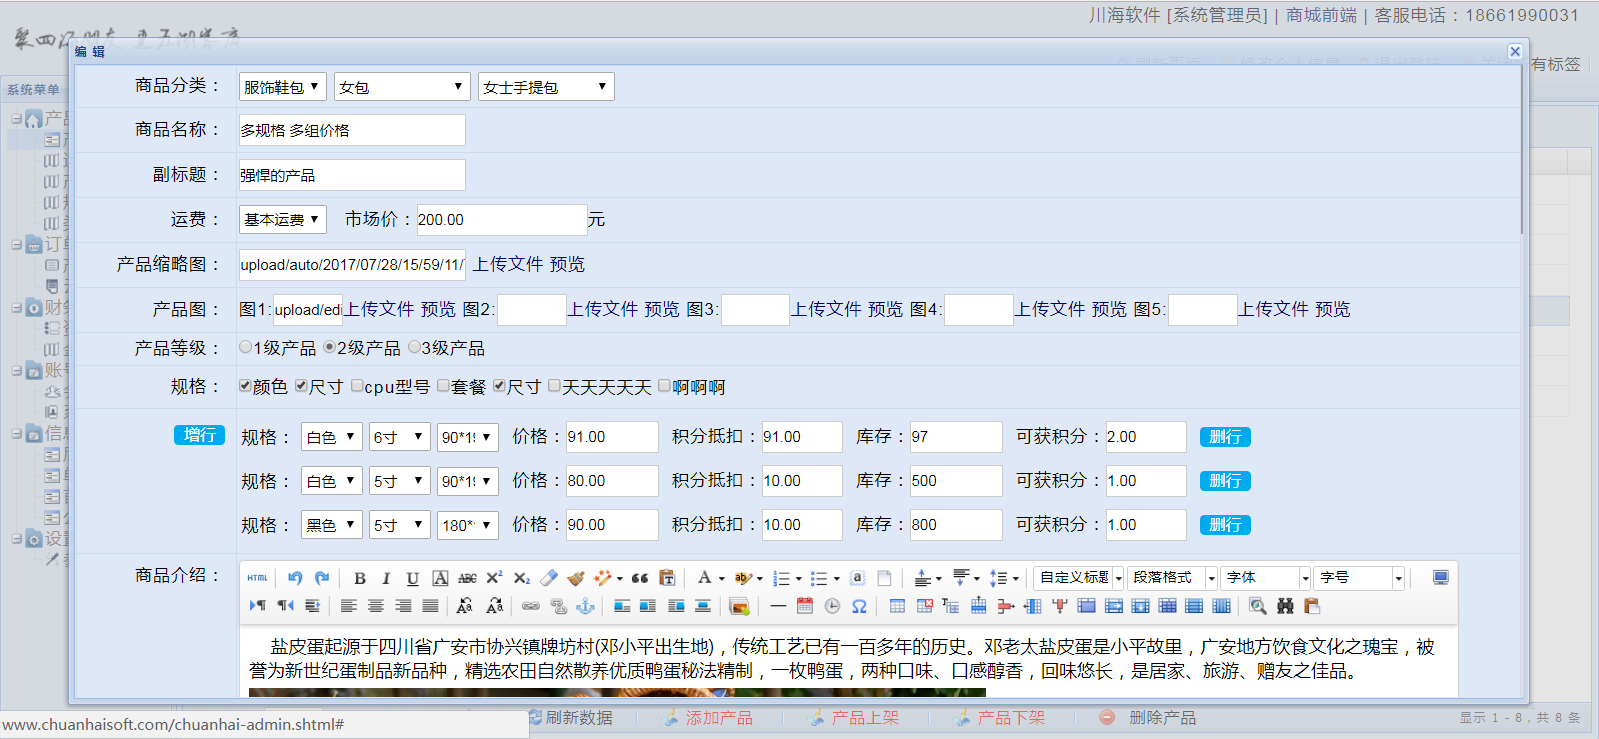 川海软件 [系统管理员] | 商城前端 | 客服电话：18661990031
有标签
编 辑
系统菜单
商品分类： 服饰鞋包 女包 女士手提包
商品名称： 多规格 多组价格
副标题： 强悍的产品
运费： 基本运费 市场价：200.00 元
产品缩略图： upload/auto/2017/07/28/15/59/11/ 上传文件 预览
产品图： 图1: upload/edi 上传文件 预览 图2: 上传文件 预览 图3: 上传文件 预览 图4: 上传文件 预览 图5: 上传文件 预览
产品等级： 1级产品 2级产品 3级产品
规格： 颜色 尺寸 cpu型号 套餐 尺寸 天天天天天 啊啊啊
增行 规格： 白色 6寸 90*19 价格：91.00 积分抵扣：91.00 库存：97 可获积分：2.00 删行
规格： 白色 5寸 90*19 价格：80.00 积分抵扣：10.00 库存：500 可获积分：1.00 删行
规格： 黑色 5寸 180* 价格：90.00 积分抵扣：10.00 库存：800 可获积分：1.00 删行
商品介绍： HTML 自定义标题 段落格式 字体 字号
盐皮蛋起源于四川省广安市协兴镇牌坊村(邓小平出生地)，传统工艺已有一百多年的历史。邓老太盐皮蛋是小平故里，广安地方饮食文化之瑰宝，被
誉为新世纪蛋制品新品种，精选农田自然散养优质鸭蛋秘法精制，一枚鸭蛋，两种口味、口感醇香，回味悠长，是居家、旅游、赠友之佳品。
刷新数据 添加产品 产品上架 产品下架 删除产品 显示 1 - 8，共 8 条
www.chuanhaisoft.com/chuanhai-admin.shtml#